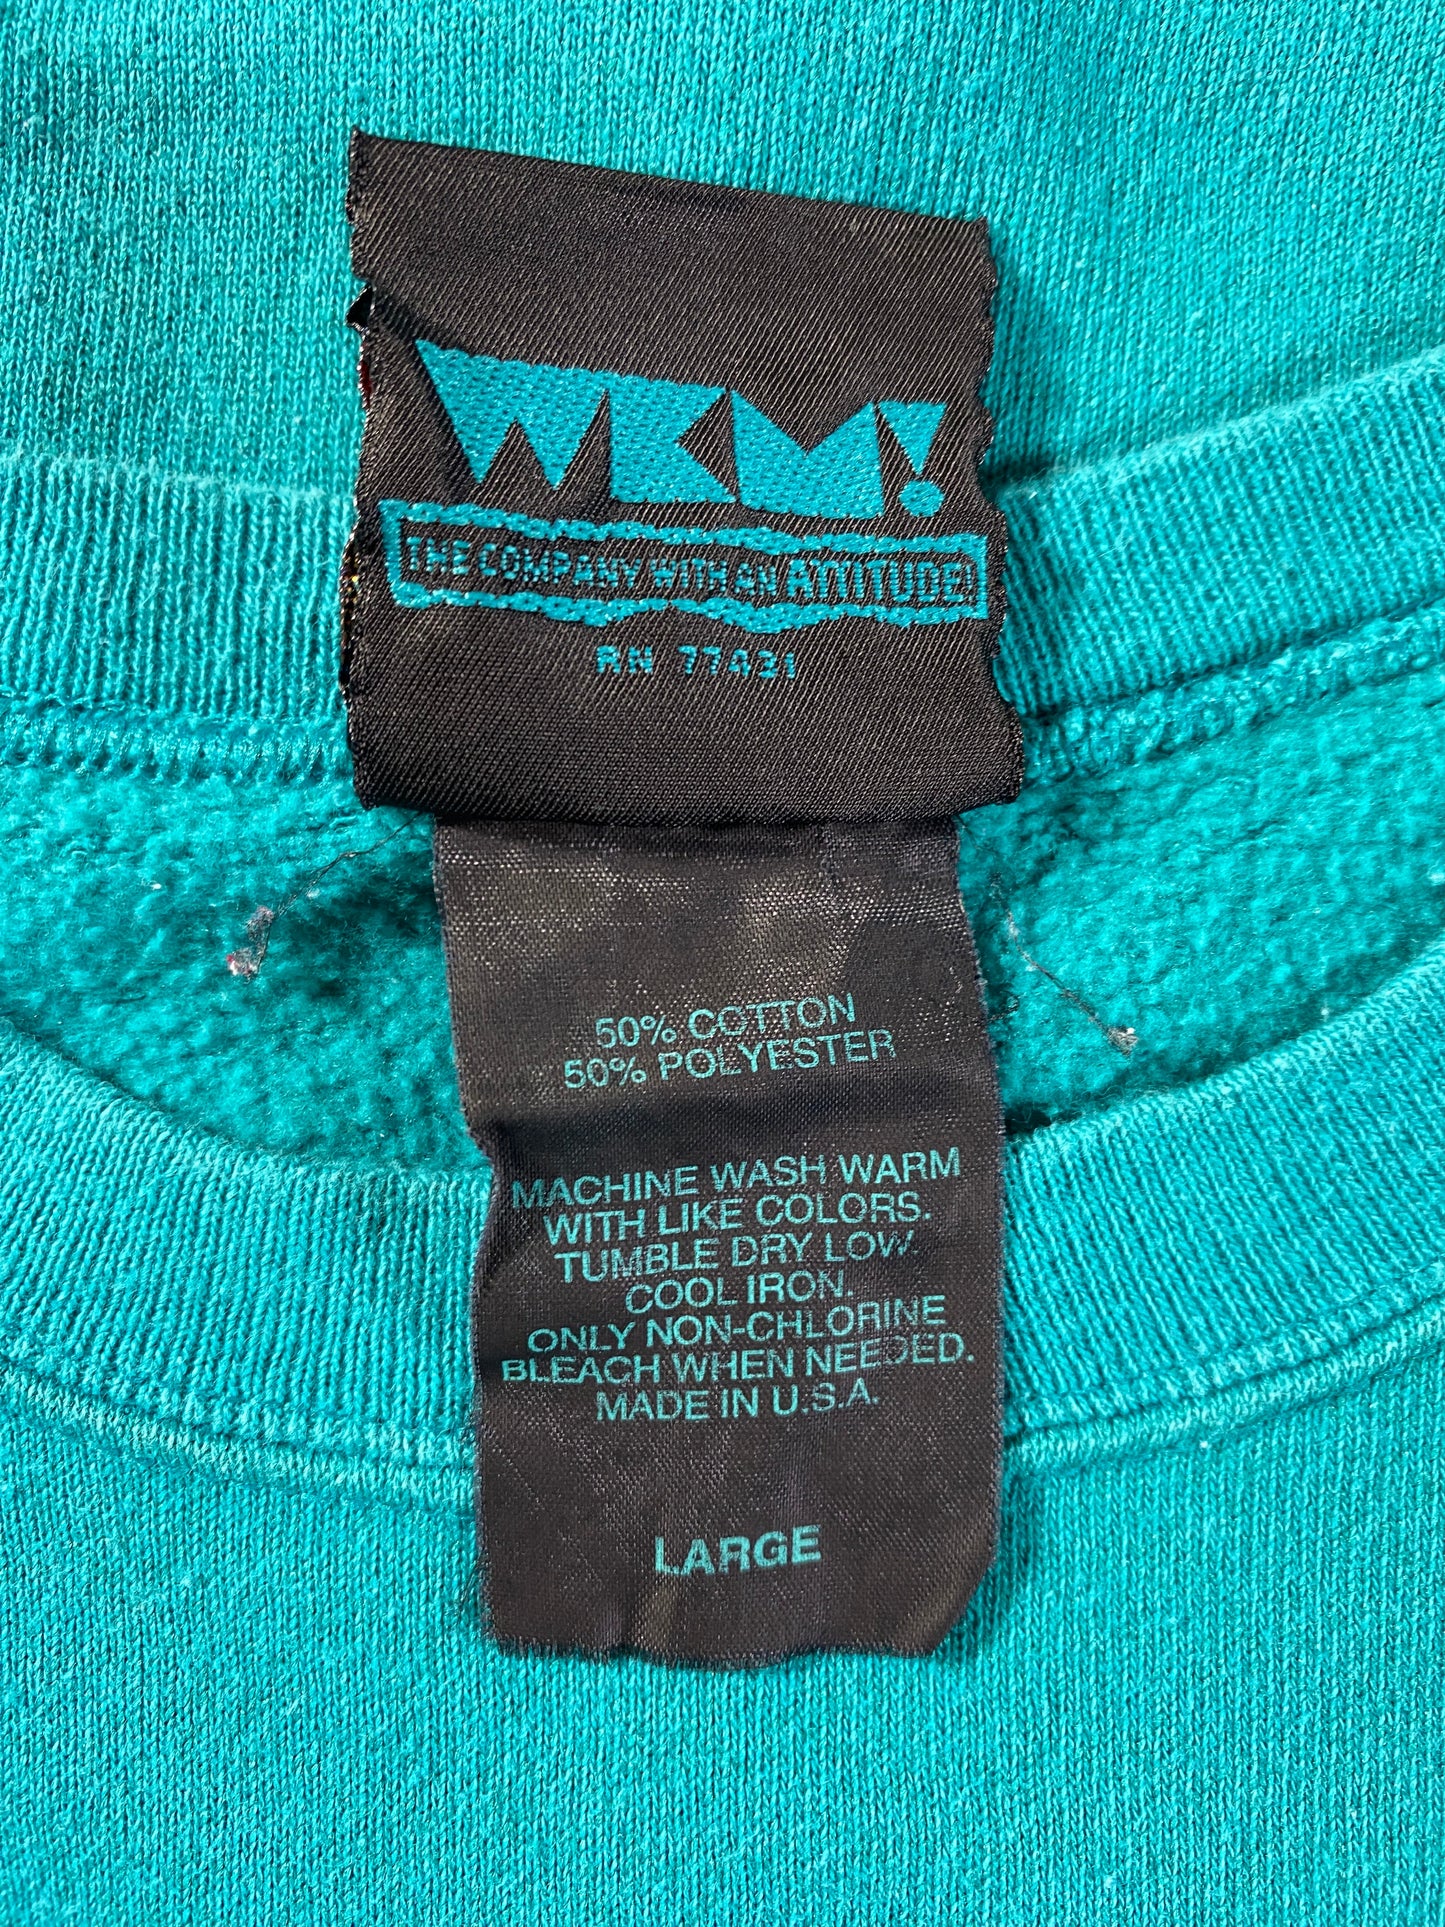 WKM!
THE COMPANY WITH AN ATTITUDE!
RN 77431
50% COTTON
50% POLYESTER
MACHINE WASH WARM
WITH LIKE COLORS.
TUMBLE DRY LOW.
COOL IRON.
ONLY NON-CHLORINE
BLEACH WHEN NEEDED.
MADE IN U.S.A.
LARGE